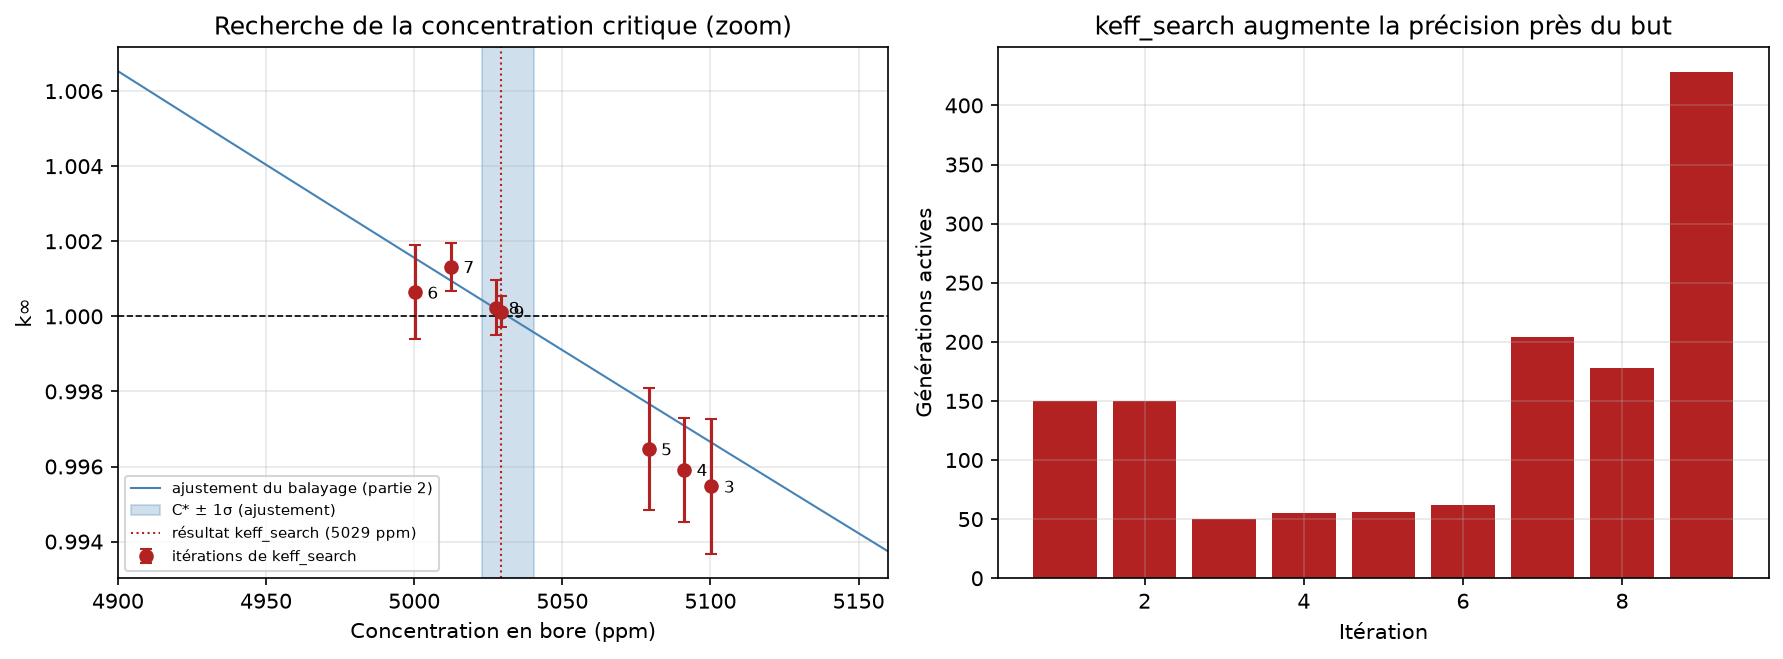 Recherche de la concentration critique (zoom)
k∞
1.006
1.004
1.002
1.000
0.998
0.996
0.994
6
7
8
9
5
4
3
ajustement du balayage (partie 2)
C* ± 1σ (ajustement)
résultat keff_search (5029 ppm)
itérations de keff_search
4900 4950 5000 5050 5100 5150
Concentration en bore (ppm)
keff_search augmente la précision près du but
Générations actives
400
350
300
250
200
150
100
50
0
2 4 6 8
Itération